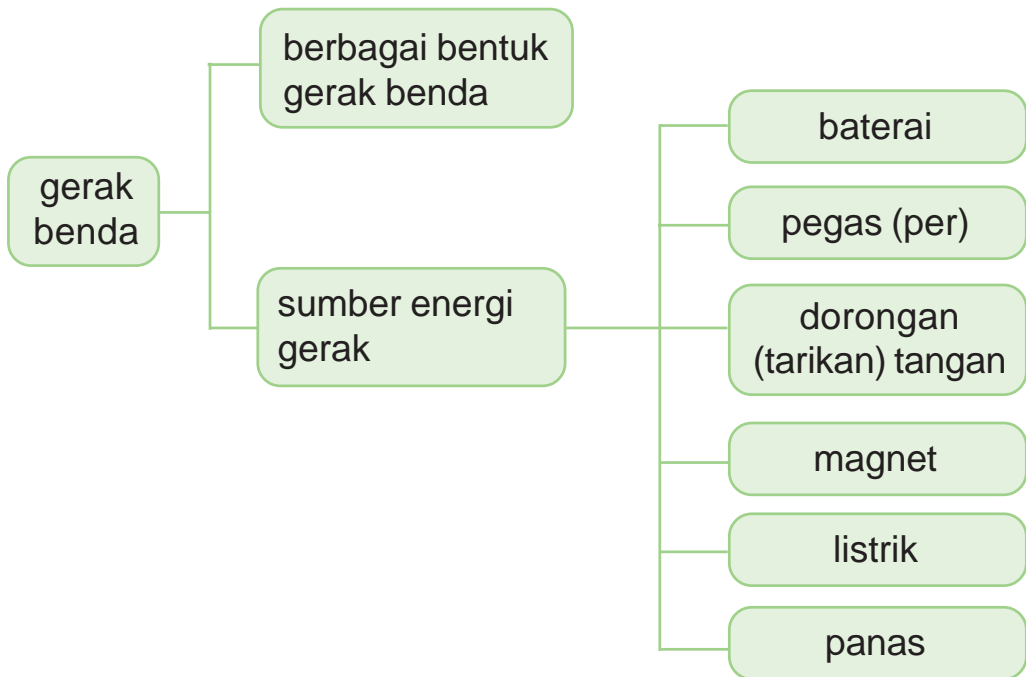 gerak
benda
berbagai bentuk
gerak benda
sumber energi
gerak
baterai
pegas (per)
dorongan
(tarikan) tangan
magnet
listrik
panas